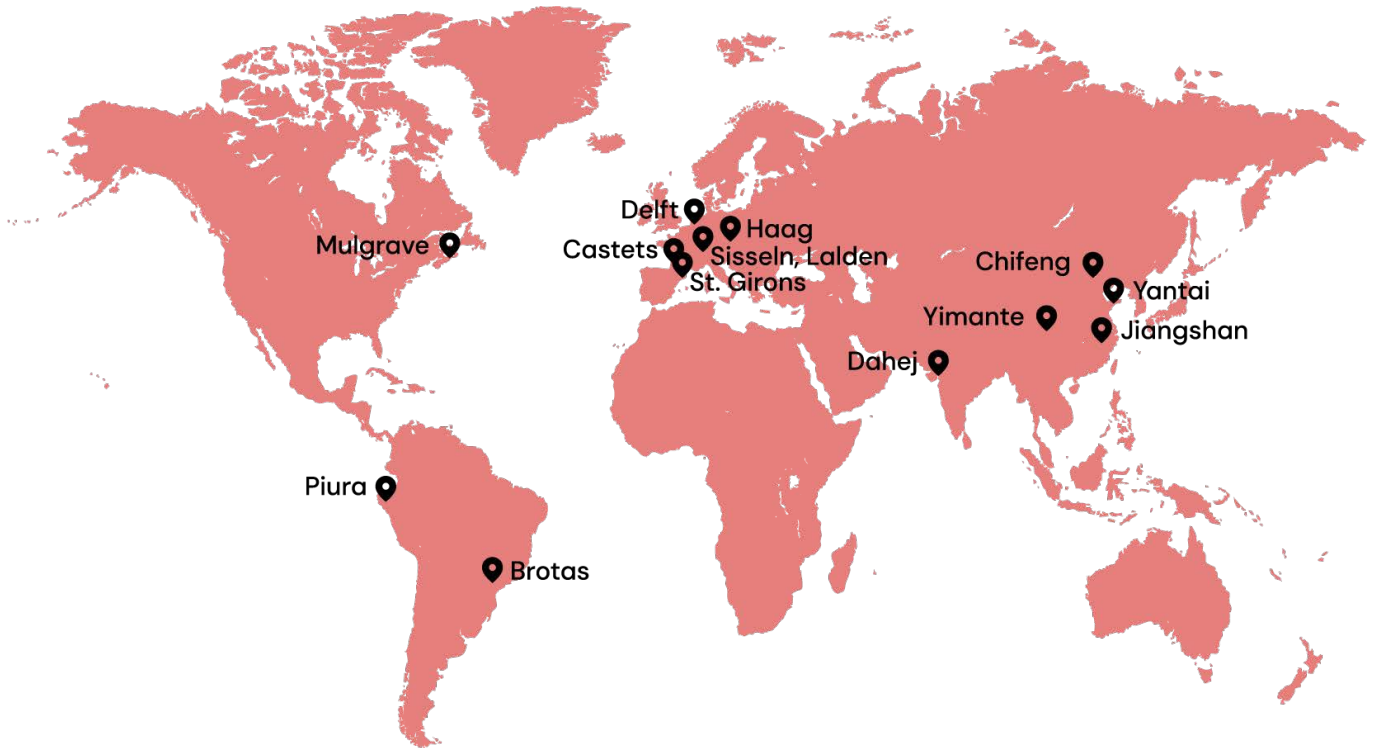 Delft
Haag
Mulgrave
Castets
Sisseln, Lalden
Chifeng
St. Girons
Yantai
Yimante
Jiangshan
Dahej
Piura
Brotas